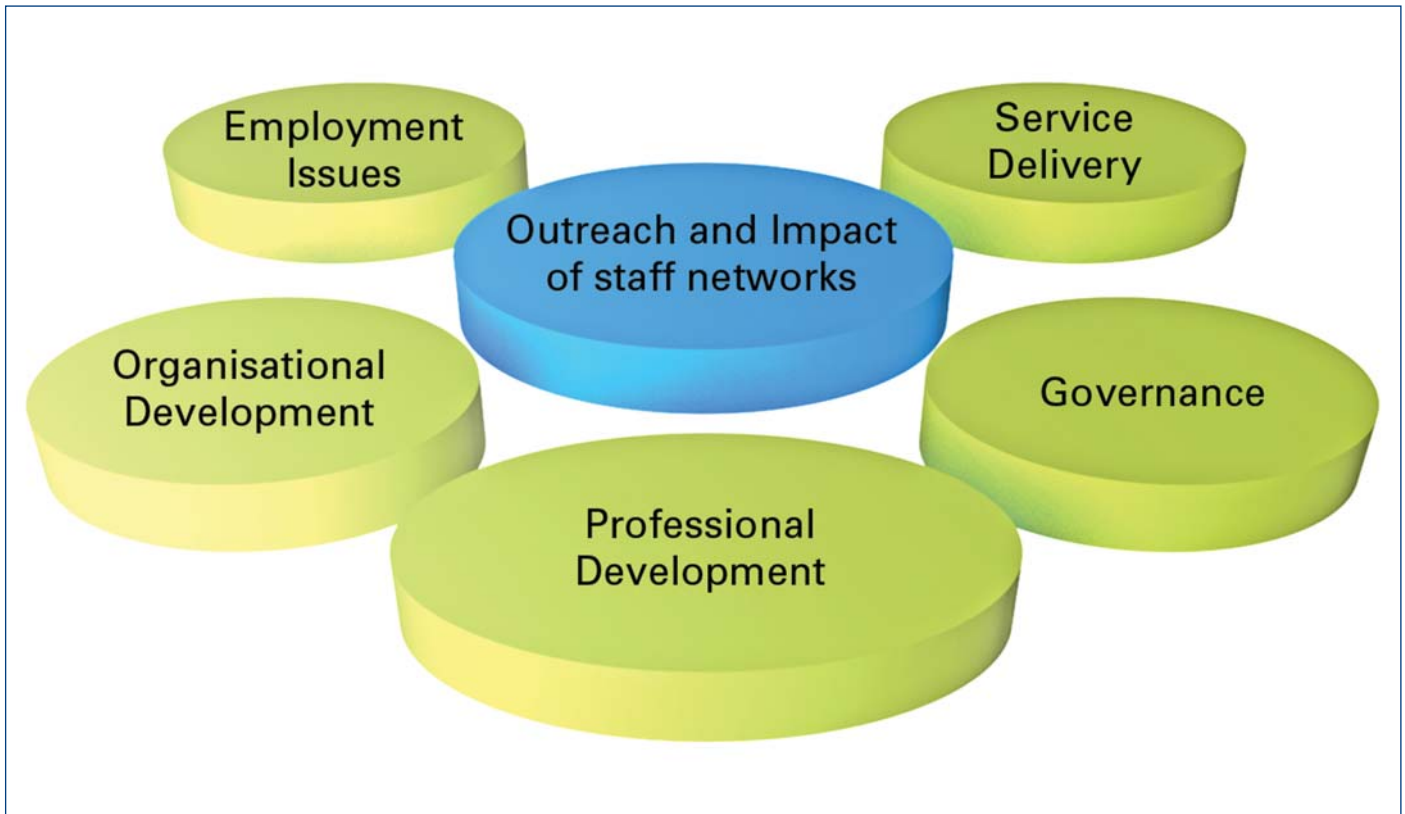 Employment
Issues
Service
Delivery
Outreach and Impact
of staff networks
Organisational
Development
Governance
Professional
Development